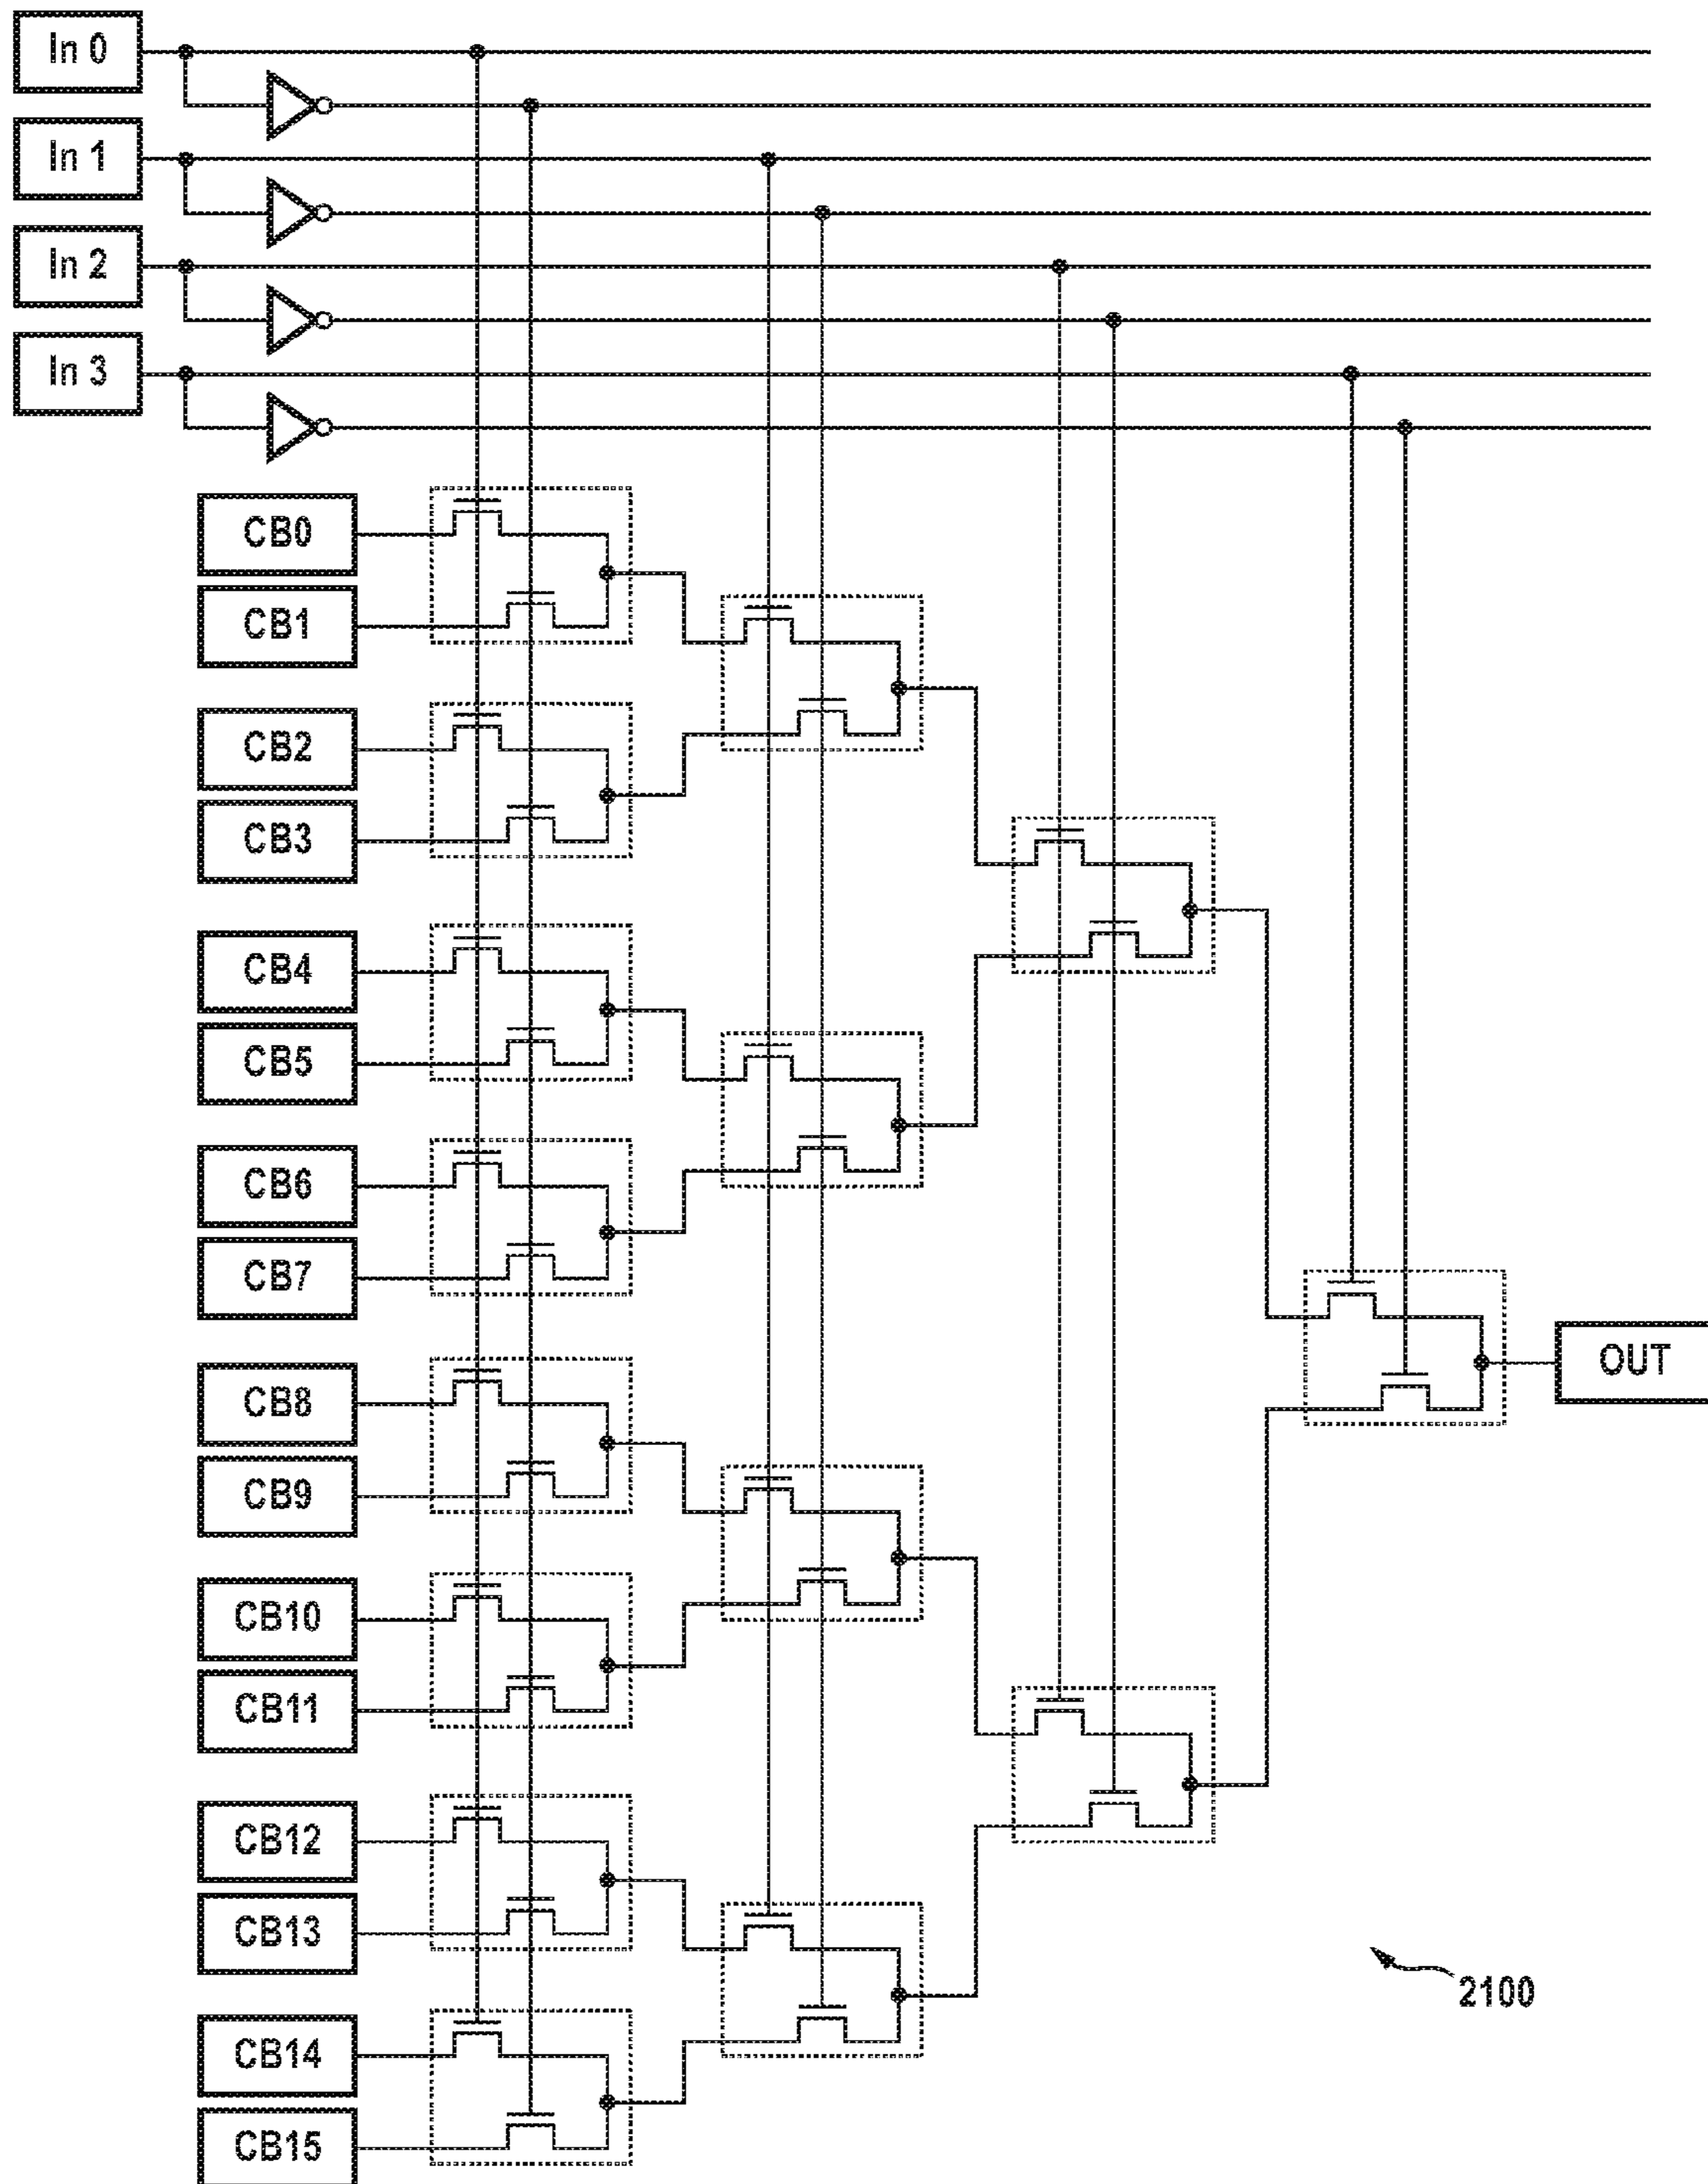 In 0
In 1
In 2
In 3
CB0
CB1
CB2
CB3
CB4
CB5
CB6
CB7
CB8
CB9
OUT
CB10
CB11
CB12
CB13
2100
CB14
CB15